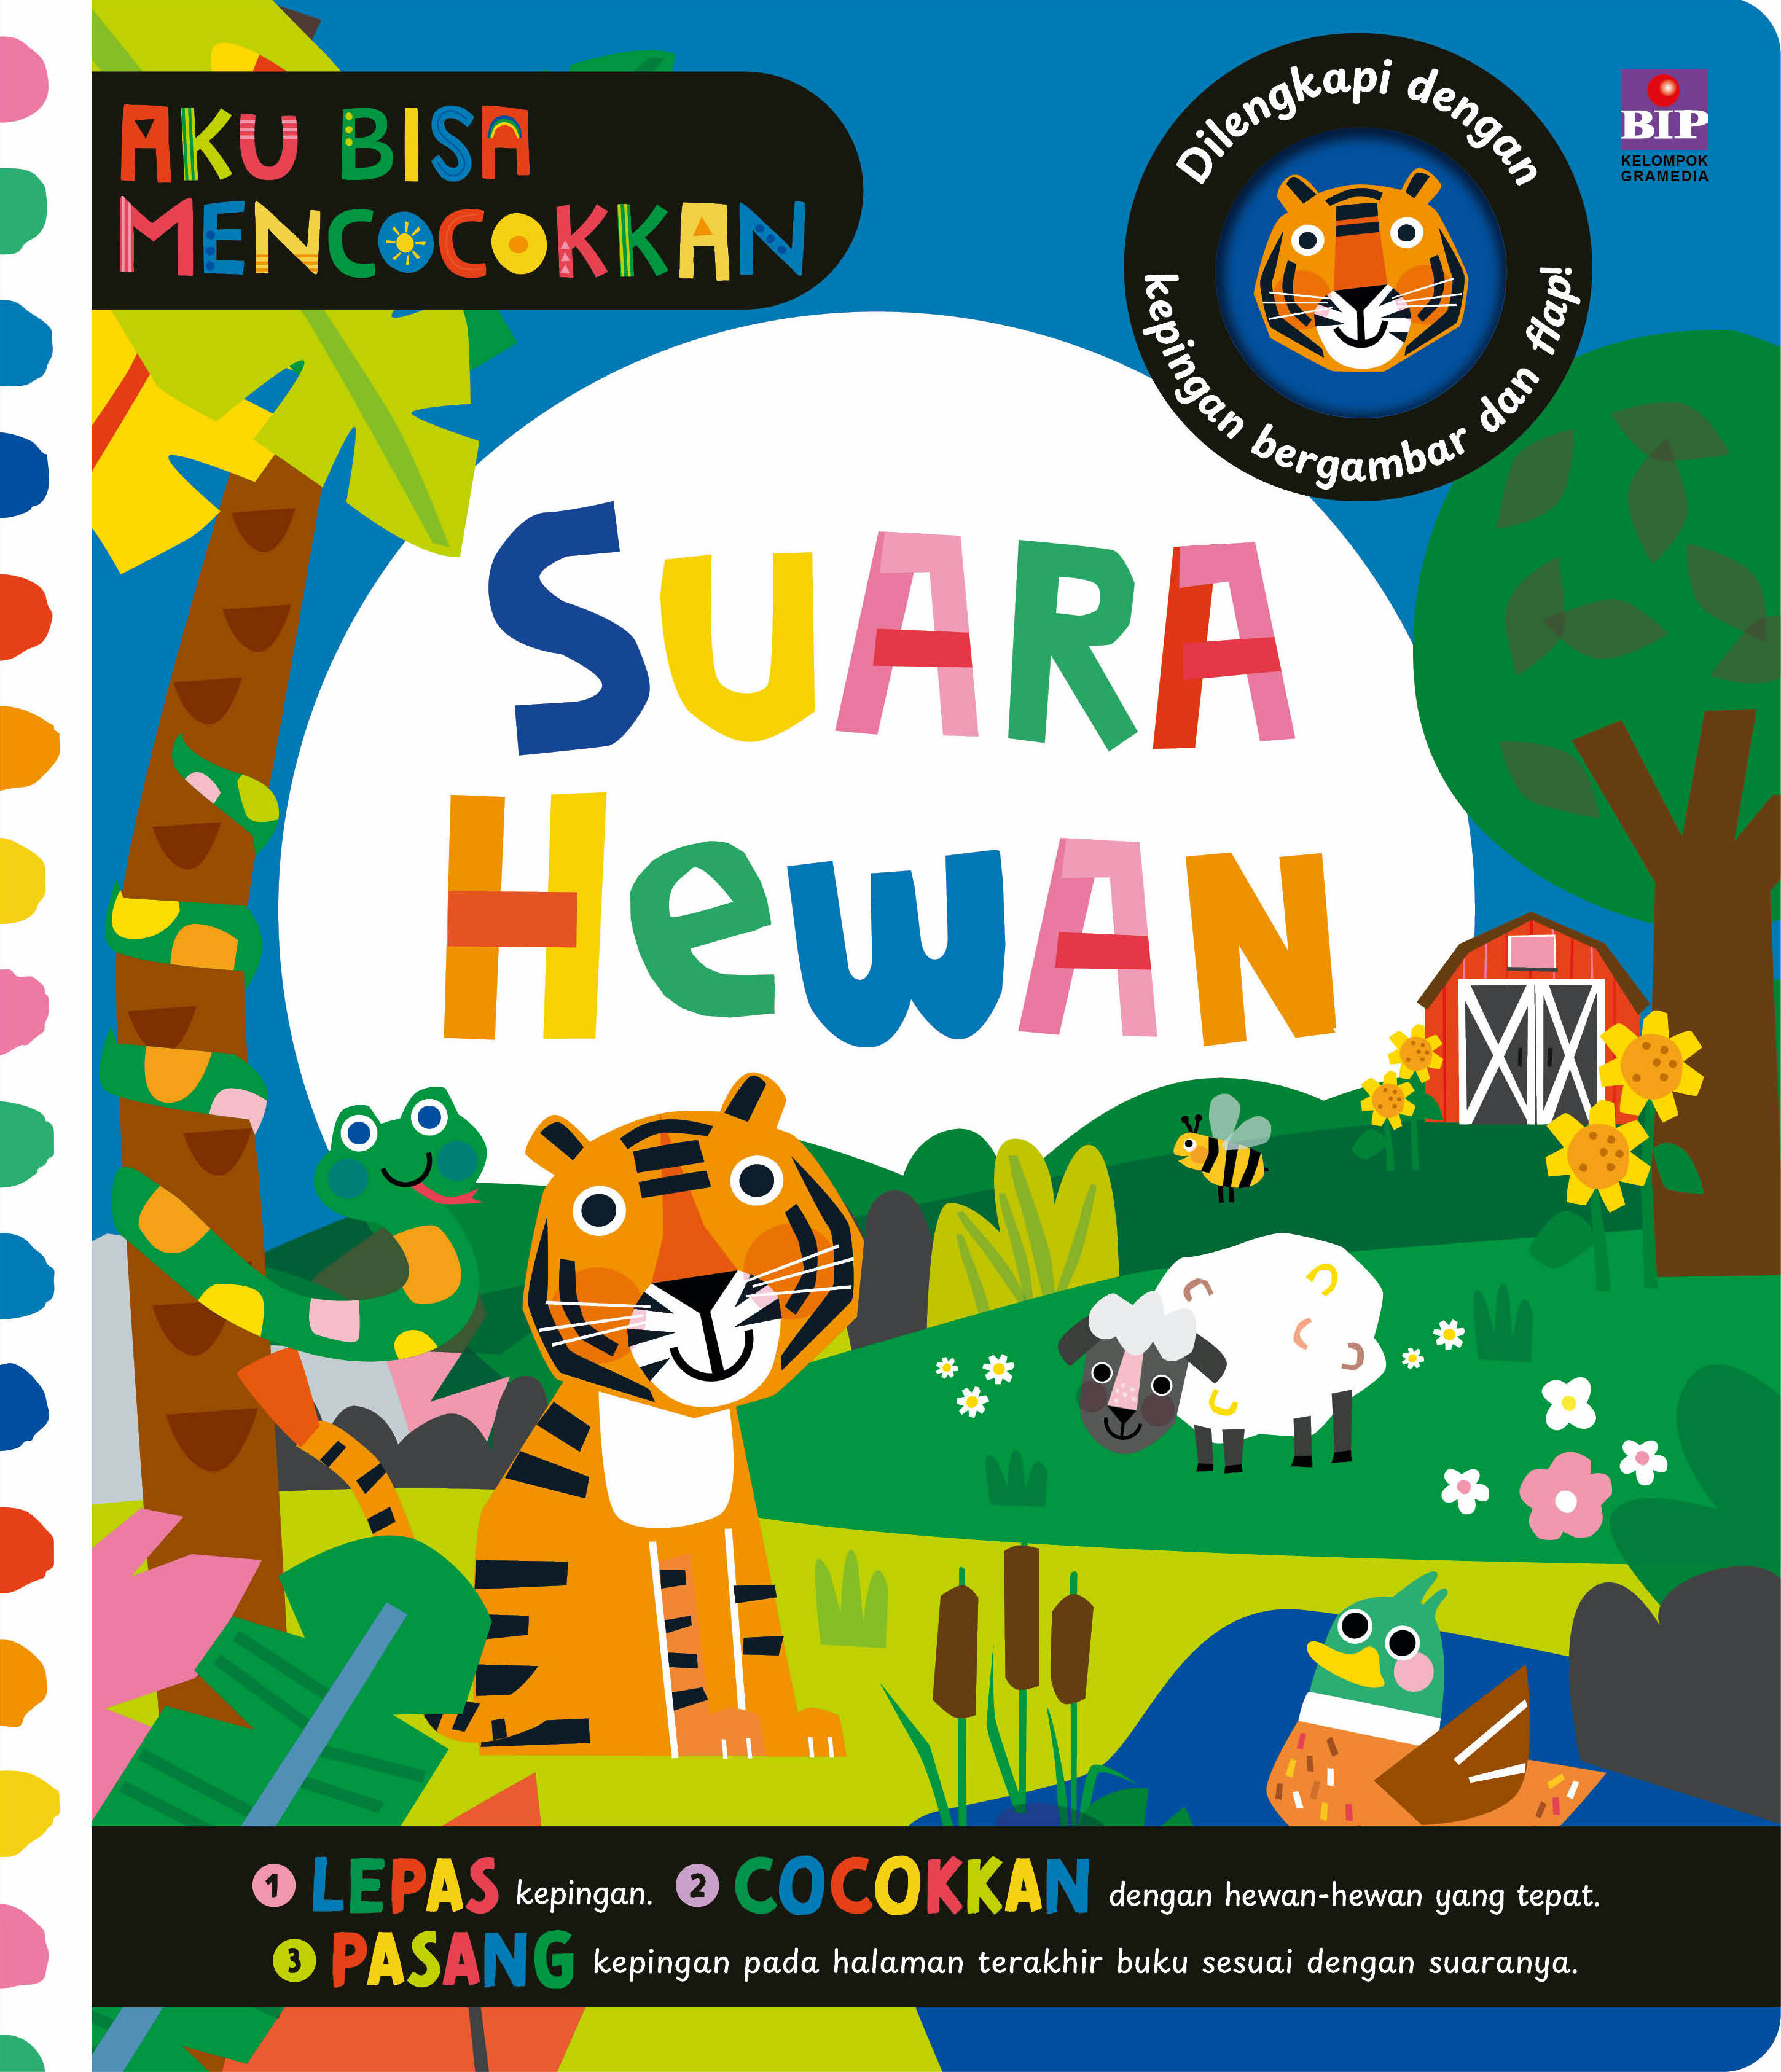 AKU BISA
MENCOCOKKAN
Dilengkapi dengan
kepingan bergambar dan flap!
BIP
KELOMPOK
GRAMEDIA
SUARA
HeWAN
1 LEPAS kepingan. 2 COCOKKAN dengan hewan-hewan yang tepat.
3 PASANG kepingan pada halaman terakhir buku sesuai dengan suaranya.